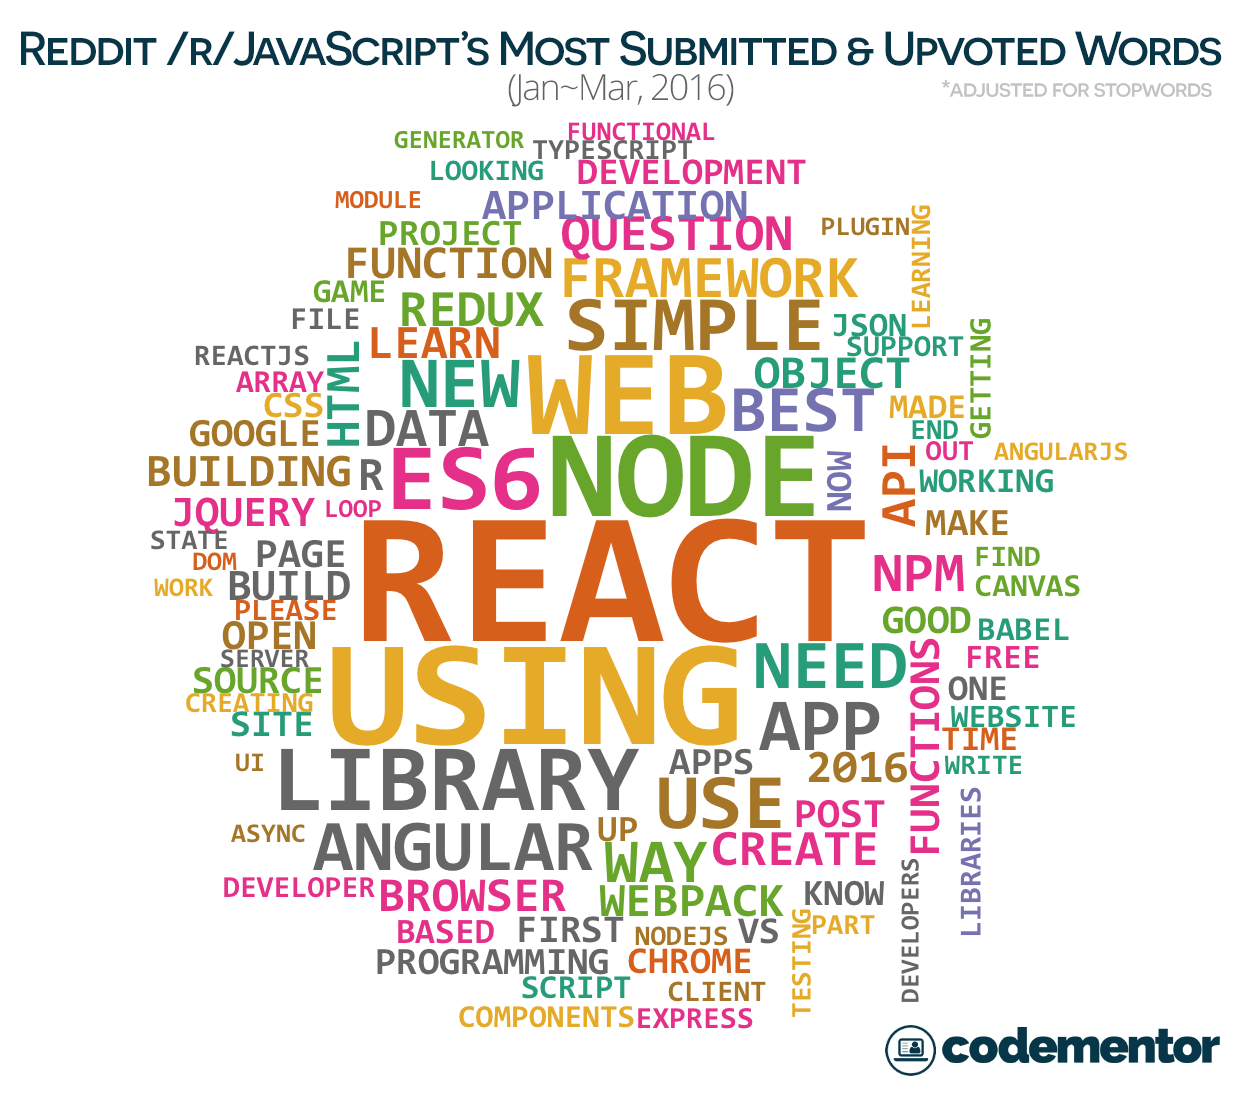 Reddit /r/JavaScript's Most Submitted & Upvoted Words
(Jan~Mar, 2016)
*ADJUSTED FOR STOPWORDS
FUNCTIONAL
GENERATOR
TYPESCRIPT
LOOKING
DEVELOPMENT
MODULE
APPLICATION
PLUGIN
LEARNING
PROJECT
QUESTION
FUNCTION
FRAMEWORK
GAME
REDUX
SIMPLE
FILE
LEARN
JSON
SUPPORT
GETTING
REACTJS
HTML
ARRAY
NEW
WEB
OBJECT
CSS
BEST
MADE
GOOGLE
DATA
END
OUT
ANGULARJS
BUILDING
R
ES6
NODE
NOW
API
WORKING
JQUERY
LOOP
MAKE
STATE
DOM
PAGE
REACT
NPM
FIND
WORK
BUILD
CANVAS
PLEASE
GOOD
BABEL
OPEN
SERVER
USING
NEED
FUNCTIONS
FREE
SOURCE
ONE
CREATING
SITE
APP
WEBSITE
TIME
UI
LIBRARY
APPS
2016
WRITE
USE
POST
LIBRARIES
ASYNC
ANGULAR
UP
WAY
CREATE
DEVELOPER
BROWSER
WEBPACK
KNOW
DEVELOPERS
BASED
FIRST
NODEJS
VS
TESTING
PART
PROGRAMMING
CHROME
SCRIPT
CLIENT
COMPONENTS
EXPRESS
codementor